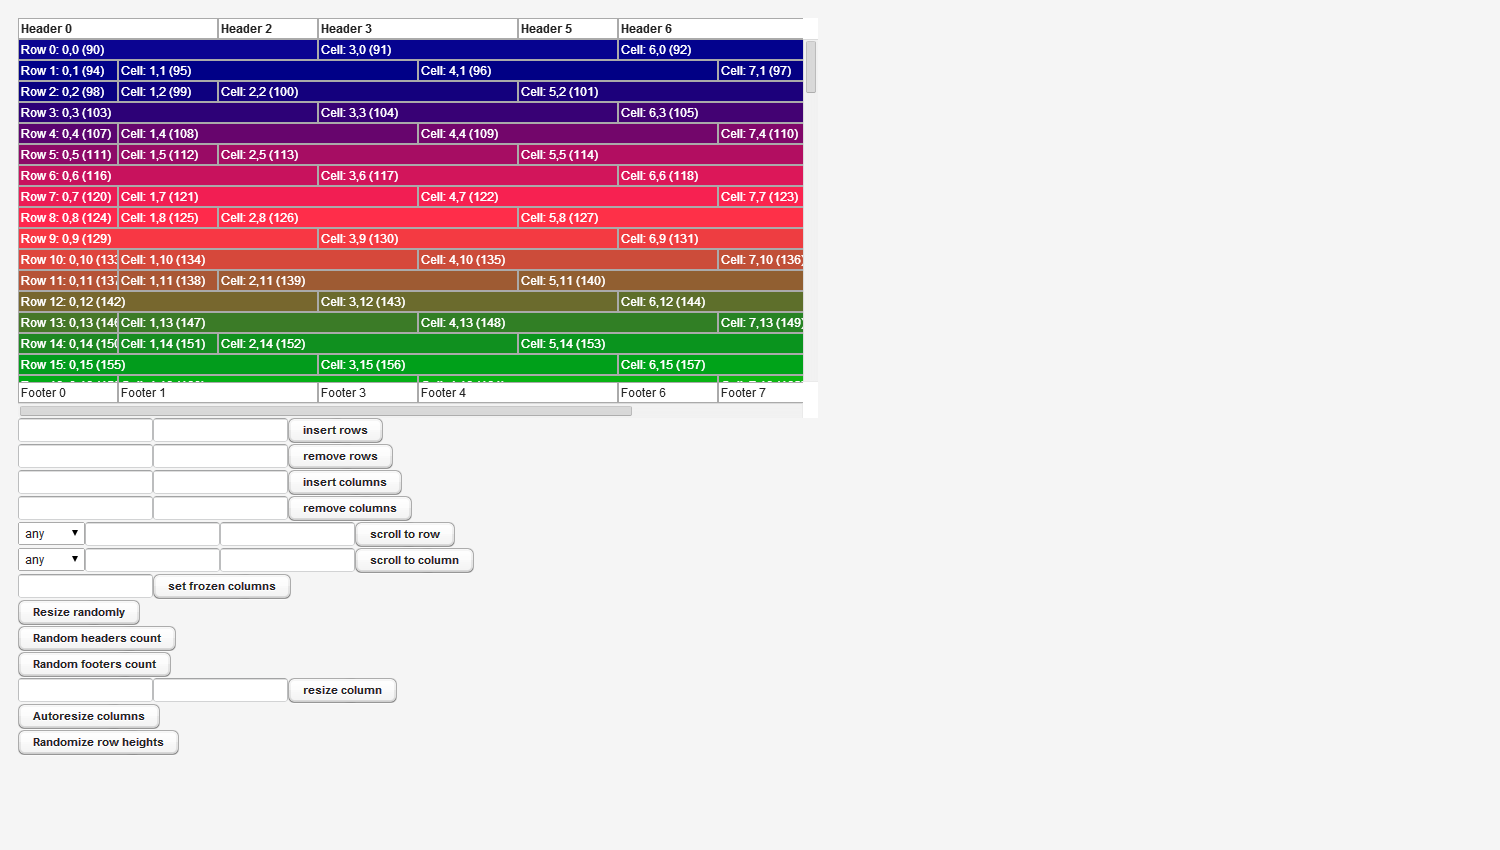 Header 0 Header 2 Header 3 Header 5 Header 6
Row 0: 0,0 (90) Cell: 3,0 (91) Cell: 6,0 (92)
Row 1: 0,1 (94) Cell: 1,1 (95) Cell: 4,1 (96) Cell: 7,1 (97)
Row 2: 0,2 (98) Cell: 1,2 (99) Cell: 2,2 (100) Cell: 5,2 (101)
Row 3: 0,3 (103) Cell: 3,3 (104) Cell: 6,3 (105)
Row 4: 0,4 (107) Cell: 1,4 (108) Cell: 4,4 (109) Cell: 7,4 (110)
Row 5: 0,5 (111) Cell: 1,5 (112) Cell: 2,5 (113) Cell: 5,5 (114)
Row 6: 0,6 (116) Cell: 3,6 (117) Cell: 6,6 (118)
Row 7: 0,7 (120) Cell: 1,7 (121) Cell: 4,7 (122) Cell: 7,7 (123)
Row 8: 0,8 (124) Cell: 1,8 (125) Cell: 2,8 (126) Cell: 5,8 (127)
Row 9: 0,9 (129) Cell: 3,9 (130) Cell: 6,9 (131)
Row 10: 0,10 (133 Cell: 1,10 (134) Cell: 4,10 (135) Cell: 7,10 (136)
Row 11: 0,11 (137 Cell: 1,11 (138) Cell: 2,11 (139) Cell: 5,11 (140)
Row 12: 0,12 (142) Cell: 3,12 (143) Cell: 6,12 (144)
Row 13: 0,13 (146 Cell: 1,13 (147) Cell: 4,13 (148) Cell: 7,13 (149)
Row 14: 0,14 (150 Cell: 1,14 (151) Cell: 2,14 (152) Cell: 5,14 (153)
Row 15: 0,15 (155) Cell: 3,15 (156) Cell: 6,15 (157)
Footer 0 Footer 1 Footer 3 Footer 4 Footer 6 Footer 7
insert rows
remove rows
insert columns
remove columns
any scroll to row
any scroll to column
set frozen columns
Resize randomly
Random headers count
Random footers count
resize column
Autoresize columns
Randomize row heights